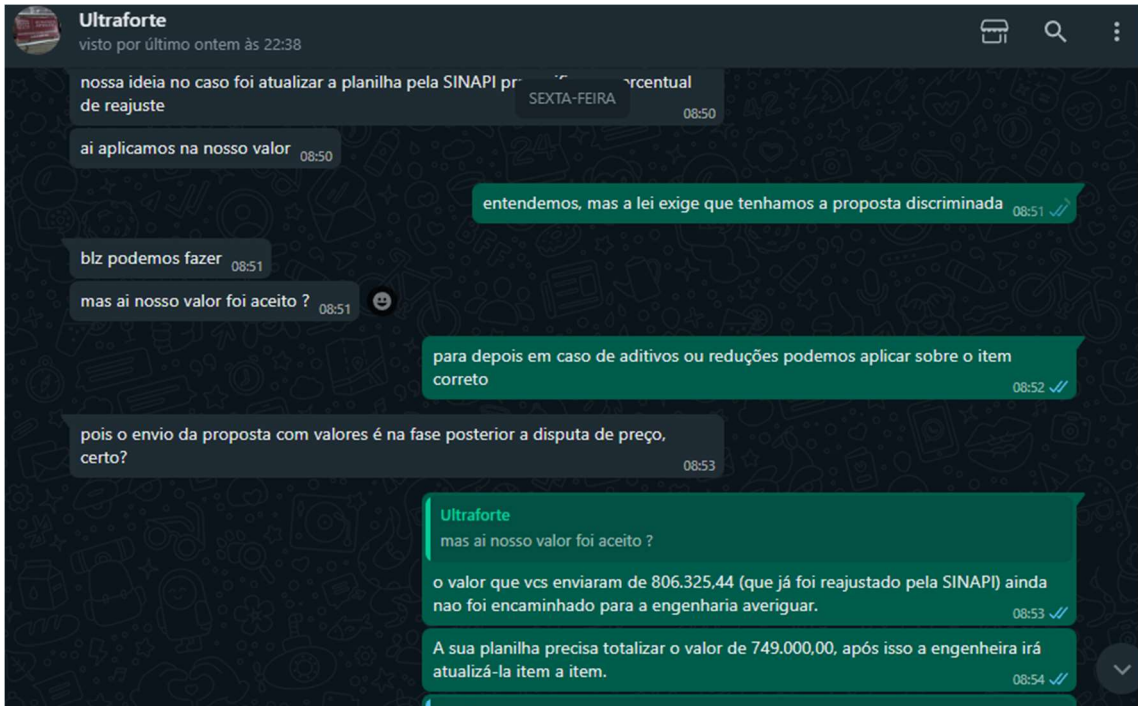 Ultraforte
visto por último ontem às 22:38
nossa ideia no caso foi atualizar a planilha pela SINAPI
de reajuste
08:50
SEXTA-FEIRA
ai aplicamos na nosso valor 08:50
entendemos, mas a lei exige que tenhamos a proposta discriminada 08:51
blz podemos fazer 08:51
mas ai nosso valor foi aceito ? 08:51
para depois em caso de aditivos ou reduções podemos aplicar sobre o item
correto
08:52
pois o envio da proposta com valores é na fase posterior a disputa de preço,
certo?
08:53
Ultraforte
mas ai nosso valor foi aceito ?
o valor que vcs enviaram de 806.325,44 (que já foi reajustado pela SINAPI) ainda
nao foi encaminhado para a engenharia averiguar.
08:53
A sua planilha precisa totalizar o valor de 749.000,00, após isso a engenheira irá
atualizá-la item a item.
08:54